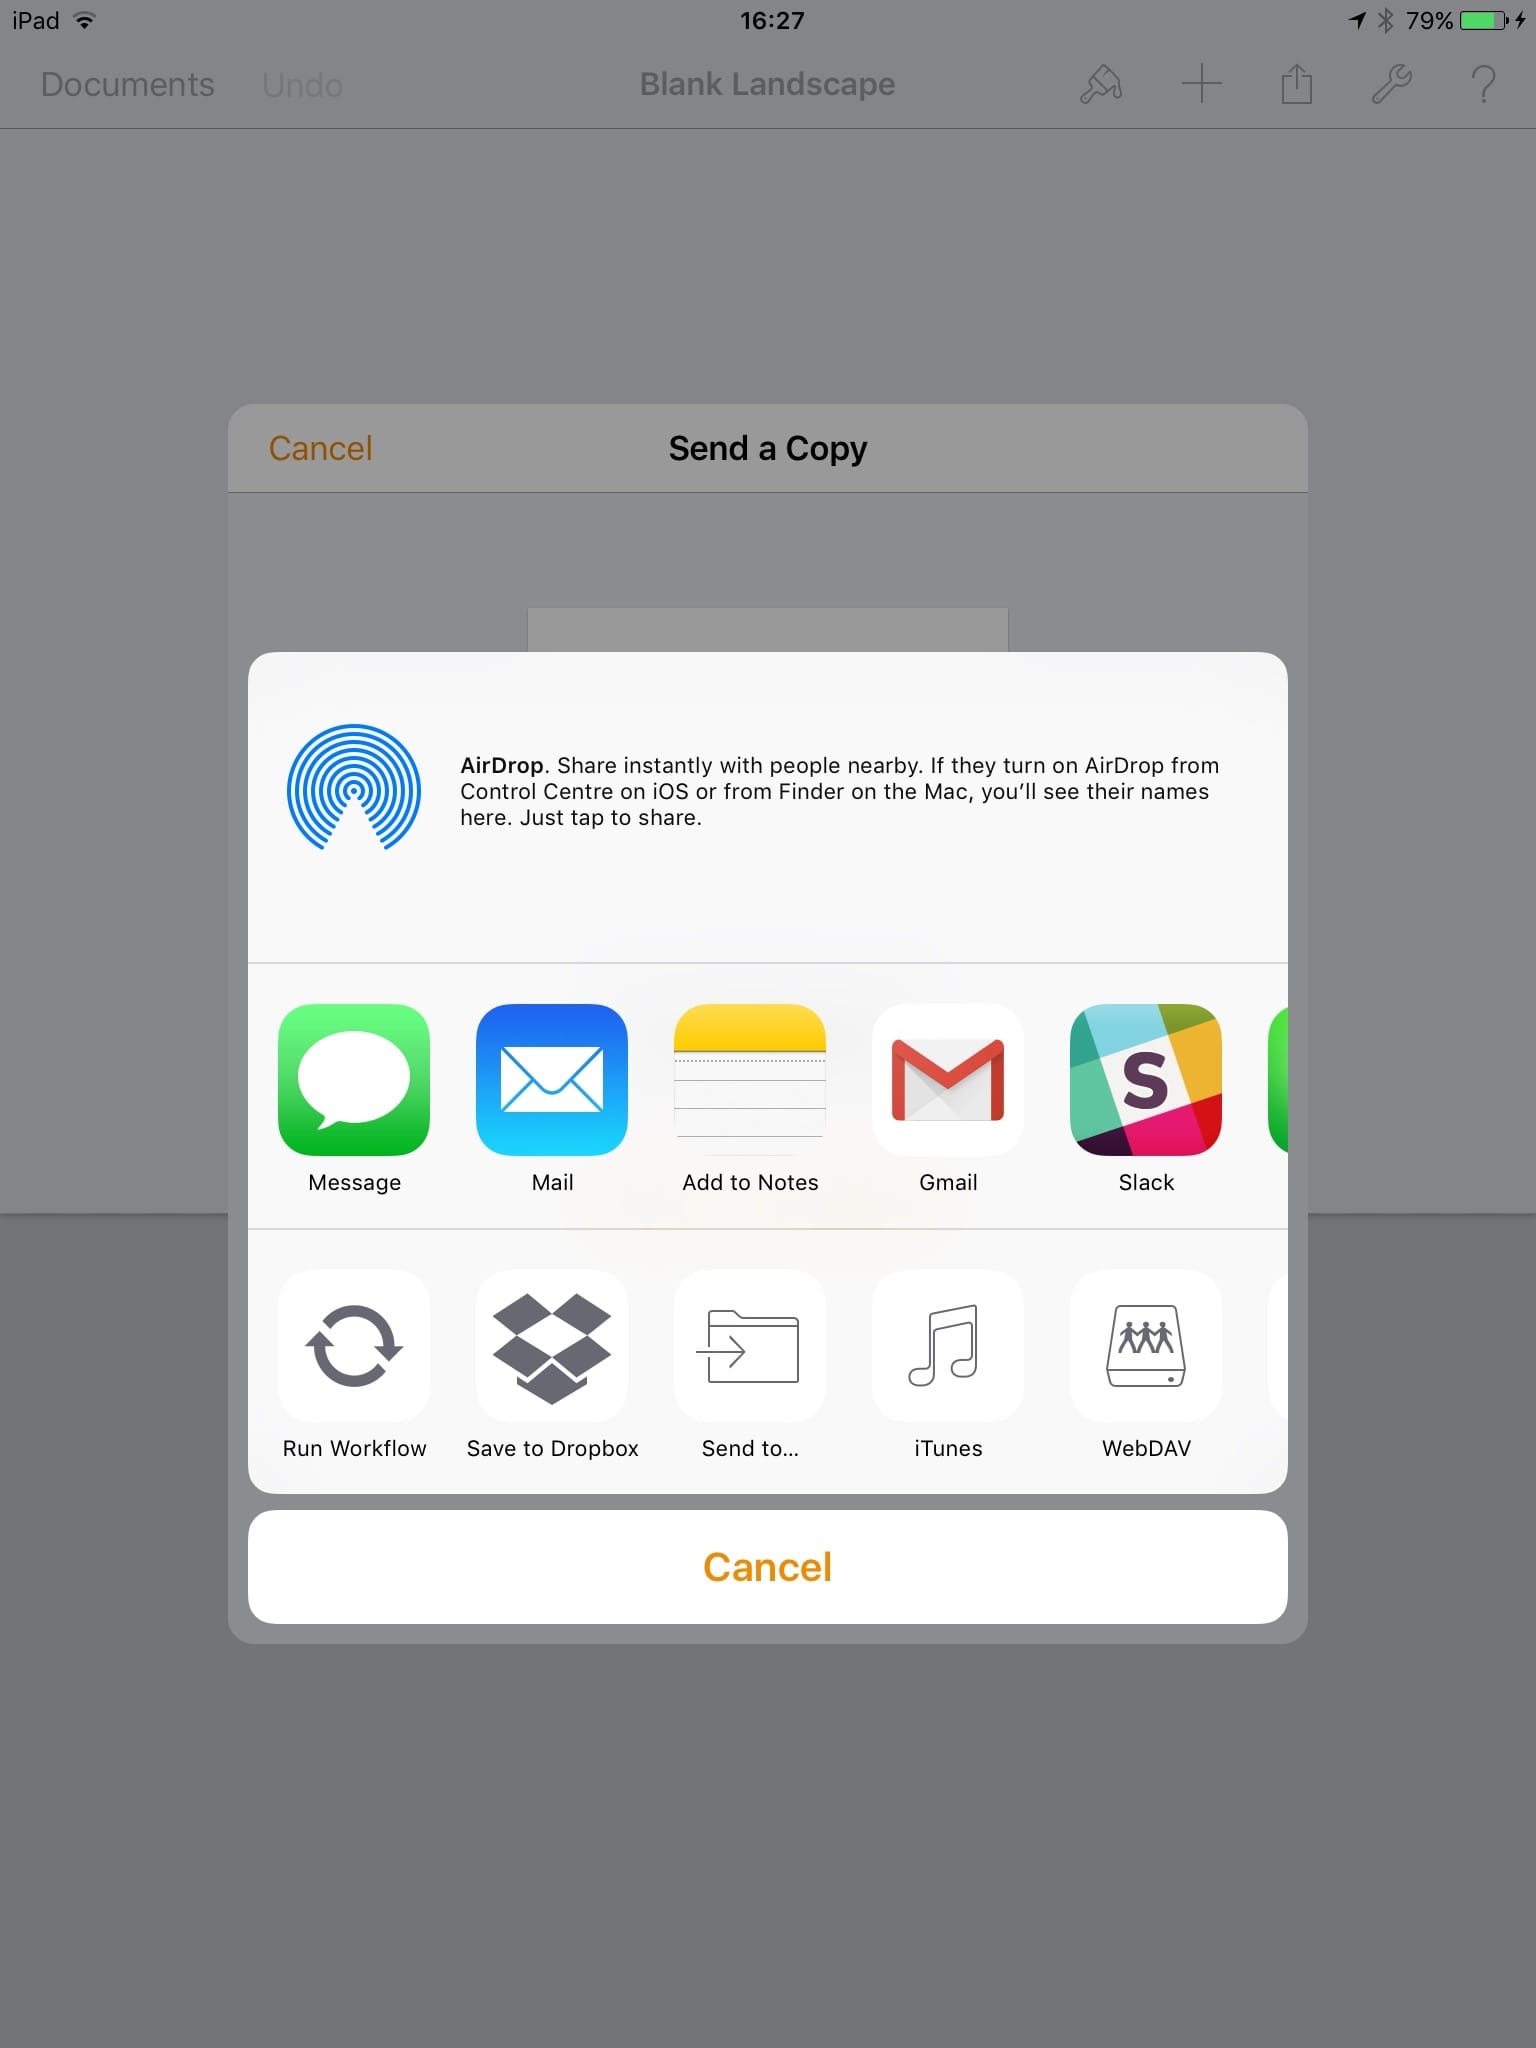 iPad 16:27 79%
Documents Undo Blank Landscape ?
Cancel Send a Copy
AirDrop. Share instantly with people nearby. If they turn on AirDrop from
Control Centre on iOS or from Finder on the Mac, you’ll see their names
here. Just tap to share.
S
Message Mail Add to Notes Gmail Slack
Run Workflow Save to Dropbox Send to... iTunes WebDAV
Cancel